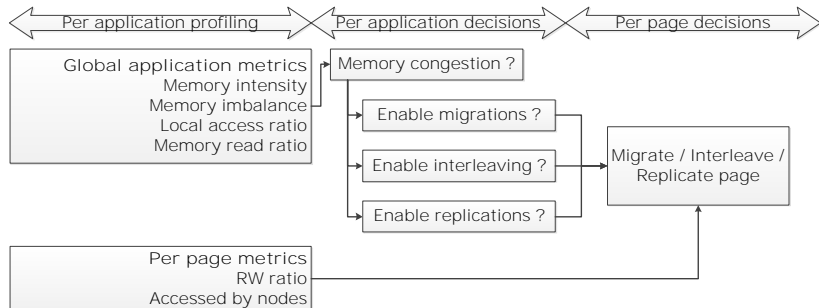 Per application profiling
Per application decisions
Per page decisions
Global application metrics
Memory intensity
Memory imbalance
Local access ratio
Memory read ratio
Memory congestion ?
Enable migrations ?
Enable interleaving ?
Enable replications ?
Migrate / Interleave /
Replicate page
Per page metrics
RW ratio
Accessed by nodes